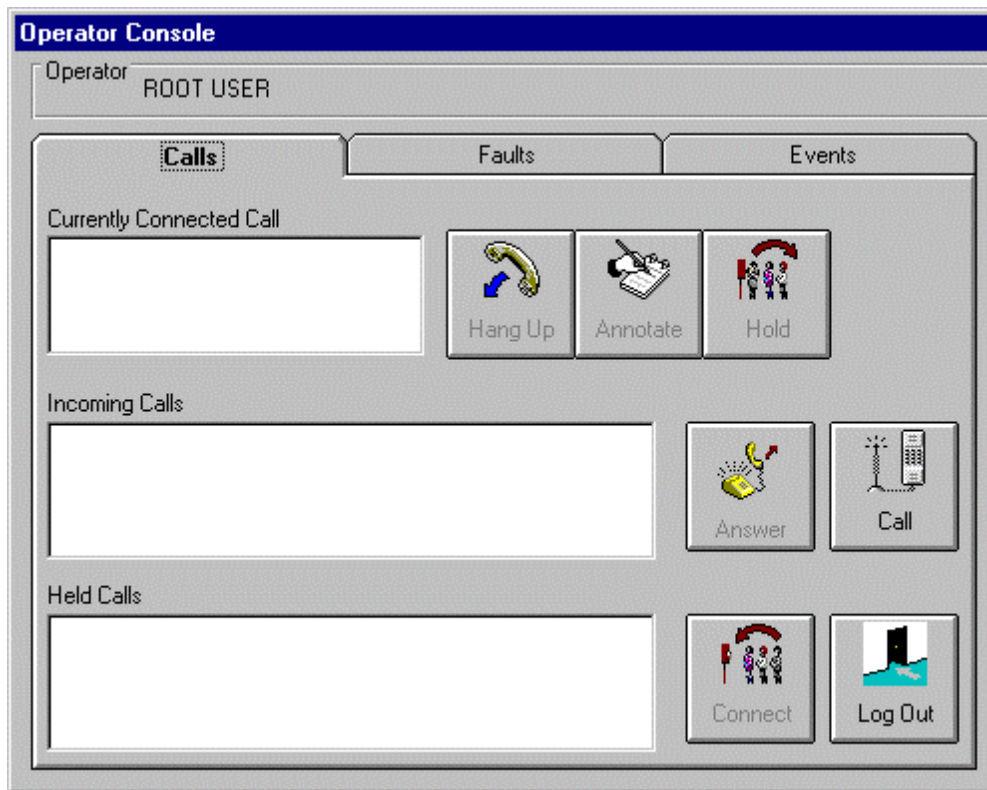 Operator Console
Operator
ROOT USER
Calls Faults Events
Currently Connected Call
Hang Up Annotate Hold
Incoming Calls
Answer Call
Held Calls
Connect Log Out